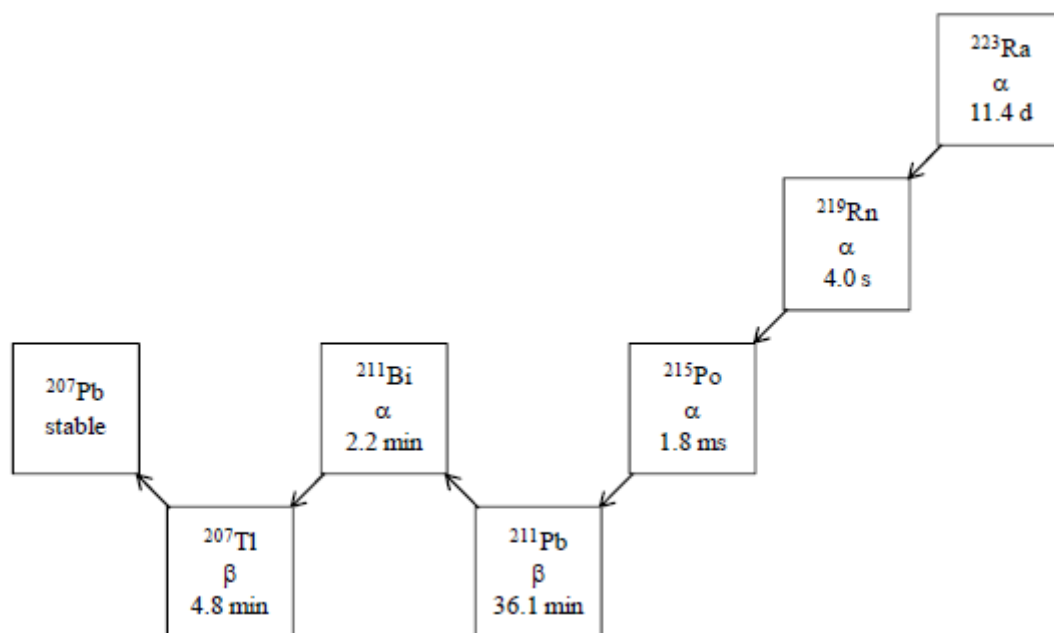 ²²³Ra
α
11.4 d
²¹⁹Rn
α
4.0 s
²⁰⁷Pb
stable
²¹¹Bi
α
2.2 min
²¹⁵Po
α
1.8 ms
²⁰⁷Tl
β
4.8 min
²¹¹Pb
β
36.1 min